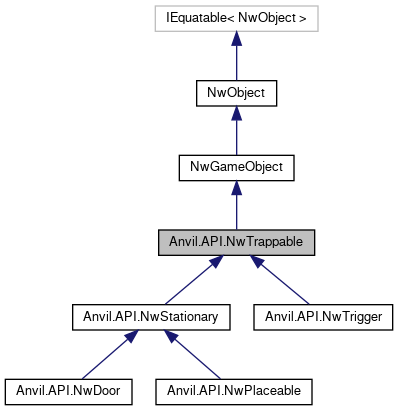 IEquatable< NwObject >
NwObject
NwGameObject
Anvil.API.NwTrappable
Anvil.API.NwStationary
Anvil.API.NwTrigger
Anvil.API.NwDoor
Anvil.API.NwPlaceable